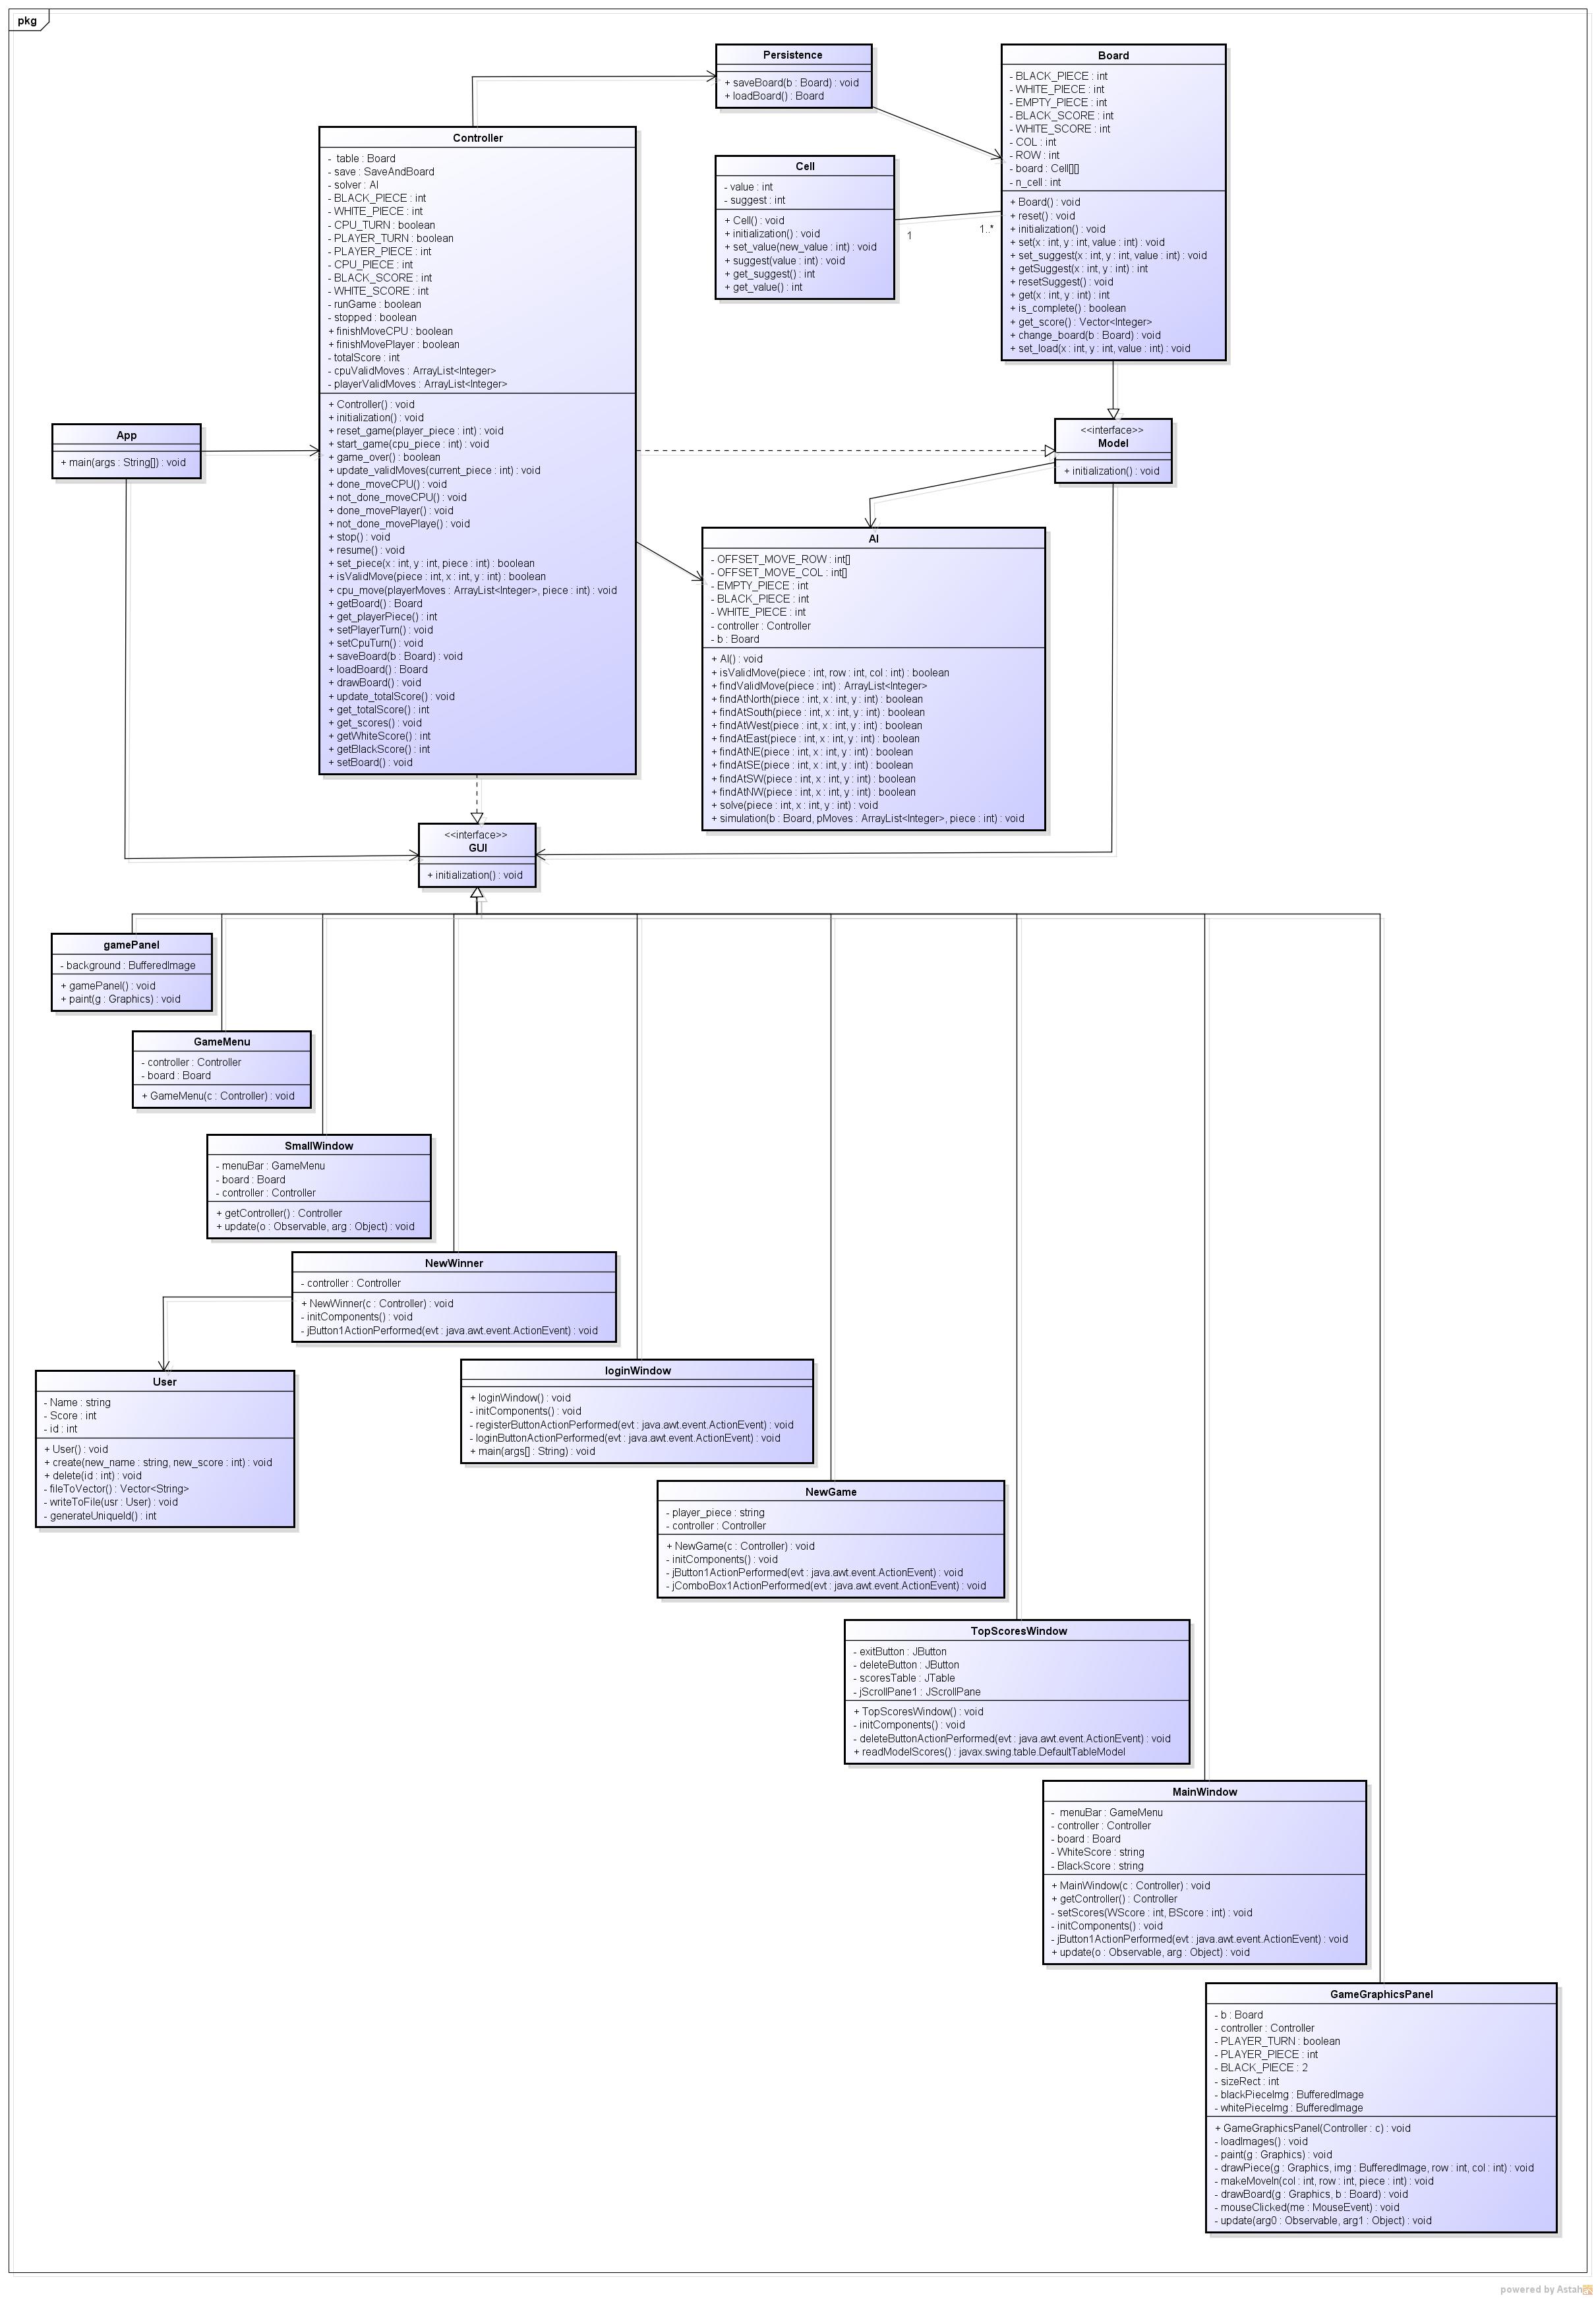 pkg
Persistence
+ saveBoard(b : Board) : void
+ loadBoard() : Board
Board
- BLACK_PIECE : int
- WHITE_PIECE : int
- EMPTY_PIECE : int
- BLACK_SCORE : int
- WHITE_SCORE : int
- COL : int
- ROW : int
- board : Cell[][]
- n_cell : int
+ Board() : void
+ reset() : void
+ initialization() : void
+ set(x : int, y : int, value : int) : void
+ set_suggest(x : int, y : int, value : int) : void
+ getSuggest(x : int, y : int) : int
+ resetSuggest() : void
+ get(x : int, y : int) : int
+ is_complete() : boolean
+ get_score() : Vector<Integer>
+ change_board(b : Board) : void
+ set_load(x : int, y : int, value : int) : void
Cell
- value : int
- suggest : int
+ Cell() : void
+ initialization() : void
+ set_value(new_value : int) : void
+ suggest(value : int) : void
+ get_suggest() : int
+ get_value() : int
1
1..*
Controller
- table : Board
- save : SaveAndBoard
- solver : AI
- BLACK_PIECE : int
- WHITE_PIECE : int
- CPU_TURN : boolean
- PLAYER_TURN : boolean
- PLAYER_PIECE : int
- CPU_PIECE : int
- BLACK_SCORE : int
- WHITE_SCORE : int
- runGame : boolean
- stopped : boolean
+ finishMoveCPU : boolean
+ finishMovePlayer : boolean
- totalScore : int
- cpuValidMoves : ArrayList<Integer>
- playerValidMoves : ArrayList<Integer>
+ Controller() : void
+ initialization() : void
+ reset_game(player_piece : int) : void
+ start_game(cpu_piece : int) : void
+ game_over() : boolean
+ update_validMoves(current_piece : int) : void
+ done_moveCPU() : void
+ not_done_moveCPU() : void
+ done_movePlayer() : void
+ not_done_movePlaye() : void
+ stop() : void
+ resume() : void
+ set_piece(x : int, y : int, piece : int) : boolean
+ isValidMove(piece : int, x : int, y : int) : boolean
+ cpu_move(playerMoves : ArrayList<Integer>, piece : int) : void
+ getBoard() : Board
+ get_playerPiece() : int
+ setPlayerTurn() : void
+ setCpuTurn() : void
+ saveBoard(b : Board) : void
+ loadBoard() : Board
+ drawBoard() : void
+ update_totalScore() : void
+ get_totalScore() : int
+ get_scores() : void
+ getWhiteScore() : int
+ getBlackScore() : int
+ setBoard() : void
App
+ main(args : String[]) : void
<<interface>>
Model
+ initialization() : void
AI
- OFFSET_MOVE_ROW : int[]
- OFFSET_MOVE_COL : int[]
- EMPTY_PIECE : int
- BLACK_PIECE : int
- WHITE_PIECE : int
- controller : Controller
- b : Board
+ AI() : void
+ isValidMove(piece : int, row : int, col : int) : boolean
+ findValidMove(piece : int) : ArrayList<Integer>
+ findAtNorth(piece : int, x : int, y : int) : boolean
+ findAtSouth(piece : int, x : int, y : int) : boolean
+ findAtWest(piece : int, x : int, y : int) : boolean
+ findAtEast(piece : int, x : int, y : int) : boolean
+ findAtNE(piece : int, x : int, y : int) : boolean
+ findAtSE(piece : int, x : int, y : int) : boolean
+ findAtSW(piece : int, x : int, y : int) : boolean
+ findAtNW(piece : int, x : int, y : int) : boolean
+ solve(piece : int, x : int, y : int) : void
+ simulation(b : Board, pMoves : ArrayList<Integer>, piece : int) : void
<<interface>>
GUI
+ initialization() : void
gamePanel
- background : BufferedImage
+ gamePanel() : void
+ paint(g : Graphics) : void
GameMenu
- controller : Controller
- board : Board
+ GameMenu(c : Controller) : void
SmallWindow
- menuBar : GameMenu
- board : Board
- controller : Controller
+ getController() : Controller
+ update(o : Observable, arg : Object) : void
NewWinner
- controller : Controller
+ NewWinner(c : Controller) : void
- initComponents() : void
- jButton1ActionPerformed(evt : java.awt.event.ActionEvent) : void
User
- Name : string
- Score : int
- id : int
+ User() : void
+ create(new_name : string, new_score : int) : void
+ delete(id : int) : void
- fileToVector() : Vector<String>
- writeToFile(usr : User) : void
- generateUniqueId() : int
loginWindow
+ loginWindow() : void
- initComponents() : void
- registerButtonActionPerformed(evt : java.awt.event.ActionEvent) : void
- loginButtonActionPerformed(evt : java.awt.event.ActionEvent) : void
+ main(args[] : String) : void
NewGame
- player_piece : string
- controller : Controller
+ NewGame(c : Controller) : void
- initComponents() : void
- jButton1ActionPerformed(evt : java.awt.event.ActionEvent) : void
- jComboBox1ActionPerformed(evt : java.awt.event.ActionEvent) : void
TopScoresWindow
- exitButton : JButton
- deleteButton : JButton
- scoresTable : JTable
- jScrollPane1 : JScrollPane
+ TopScoresWindow() : void
- initComponents() : void
- deleteButtonActionPerformed(evt : java.awt.event.ActionEvent) : void
+ readModelScores() : javax.swing.table.DefaultTableModel
MainWindow
- menuBar : GameMenu
- controller : Controller
- board : Board
- WhiteScore : string
- BlackScore : string
+ MainWindow(c : Controller) : void
+ getController() : Controller
- setScores(WScore : int, BScore : int) : void
- initComponents() : void
- jButton1ActionPerformed(evt : java.awt.event.ActionEvent) : void
+ update(o : Observable, arg : Object) : void
GameGraphicsPanel
- b : Board
- controller : Controller
- PLAYER_TURN : boolean
- PLAYER_PIECE : int
- BLACK_PIECE : 2
- sizeRect : int
- blackPieceImg : BufferedImage
- whitePieceImg : BufferedImage
+ GameGraphicsPanel(Controller : c) : void
- loadImages() : void
- paint(g : Graphics) : void
- drawPiece(g : Graphics, img : BufferedImage, row : int, col : int) : void
- makeMoveIn(col : int, row : int, piece : int) : void
- drawBoard(g : Graphics, b : Board) : void
- mouseClicked(me : MouseEvent) : void
- update(arg0 : Observable, arg1 : Object) : void
powered by Astah